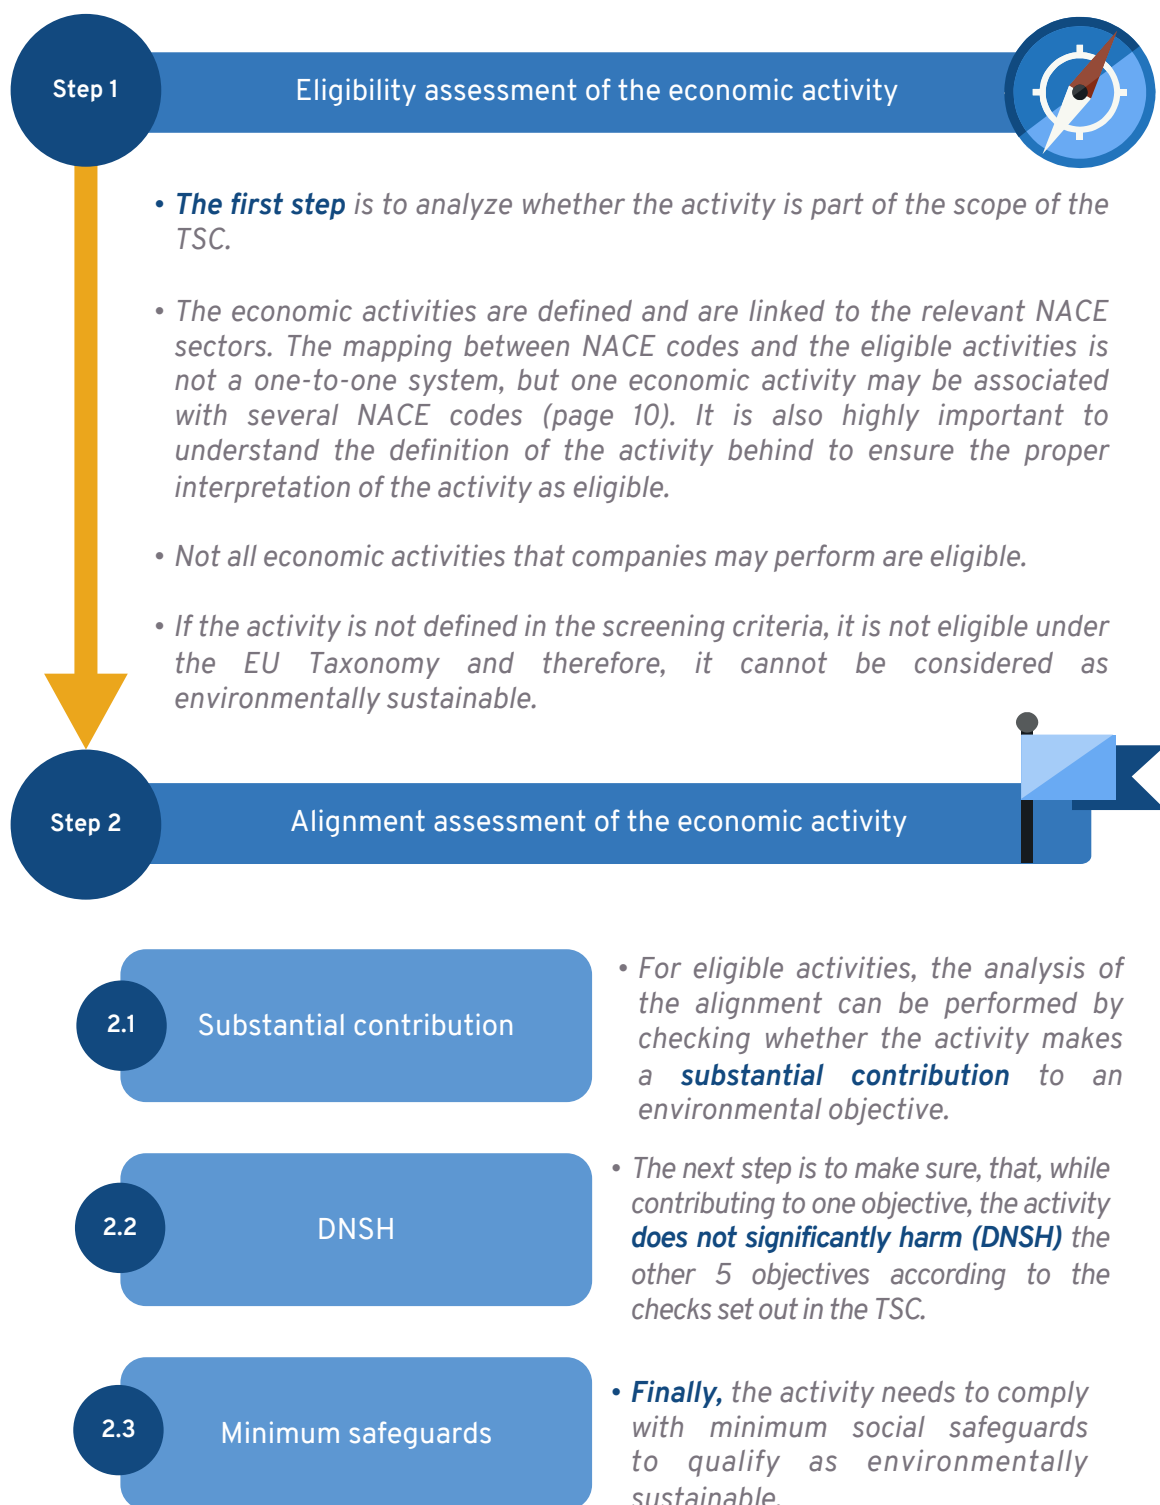 Step 1
Eligibility assessment of the economic activity
• The first step is to analyze whether the activity is part of the scope of the
TSC.
• The economic activities are defined and are linked to the relevant NACE
sectors. The mapping between NACE codes and the eligible activities is
not a one-to-one system, but one economic activity may be associated
with several NACE codes (page 10). It is also highly important to
understand the definition of the activity behind to ensure the proper
interpretation of the activity as eligible.
• Not all economic activities that companies may perform are eligible.
• If the activity is not defined in the screening criteria, it is not eligible under
the EU Taxonomy and therefore, it cannot be considered as
environmentally sustainable.
Step 2
Alignment assessment of the economic activity
2.1
Substantial contribution
• For eligible activities, the analysis of
the alignment can be performed by
checking whether the activity makes
a substantial contribution to an
environmental objective.
2.2
DNSH
• The next step is to make sure, that, while
contributing to one objective, the activity
does not significantly harm (DNSH) the
other 5 objectives according to the
checks set out in the TSC.
2.3
Minimum safeguards
• Finally, the activity needs to comply
with minimum social safeguards
to qualify as environmentally
sustainable.